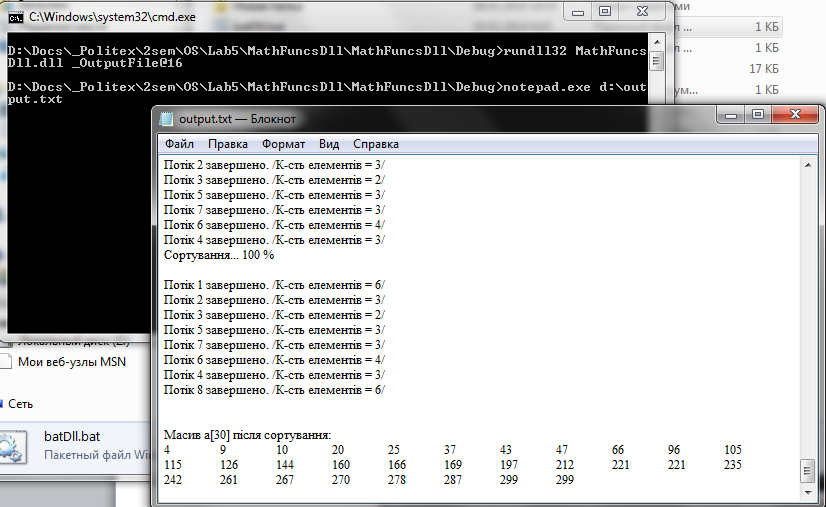 C:\Windows\system32\cmd.exe
D:\Docs\_Politex\2sem\OS\Lab5\MathFuncsDll\MathFuncsDll\Debug>rundll32 MathFuncs
Dll.dll _OutputFile@16
D:\Docs\_Politex\2sem\OS\Lab5\MathFuncsDll\MathFuncsDll\Debug>notepad.exe d:\out
put.txt
1 КБ
17 КБ
1 КБ
output.txt — Блокнот
Файл Правка Формат Вид Справка
Потік 2 завершено. /К-сть елементів = 3/
Потік 3 завершено. /К-сть елементів = 2/
Потік 5 завершено. /К-сть елементів = 3/
Потік 7 завершено. /К-сть елементів = 3/
Потік 6 завершено. /К-сть елементів = 4/
Потік 4 завершено. /К-сть елементів = 3/
Сортування... 100 %
Потік 1 завершено. /К-сть елементів = 6/
Потік 2 завершено. /К-сть елементів = 3/
Потік 3 завершено. /К-сть елементів = 2/
Потік 5 завершено. /К-сть елементів = 3/
Потік 7 завершено. /К-сть елементів = 3/
Потік 6 завершено. /К-сть елементів = 4/
Потік 4 завершено. /К-сть елементів = 3/
Потік 8 завершено. /К-сть елементів = 6/
Масив a[30] після сортування:
4 9 10 20 25 37 43 47 66 96 105
115 126 144 160 166 169 197 212 221 221 235
242 261 267 270 278 287 299 299
Мои веб-узлы MSN
Сеть
batDll.bat
Пакетный файл Win